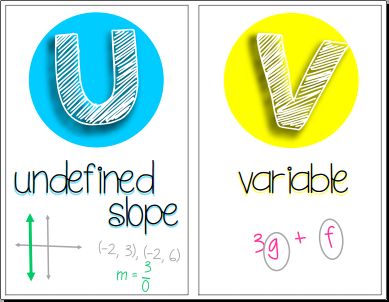 U
undefined
slope
(-2, 3), (-2, 6)
m = 3/0
V
variable
3g + f